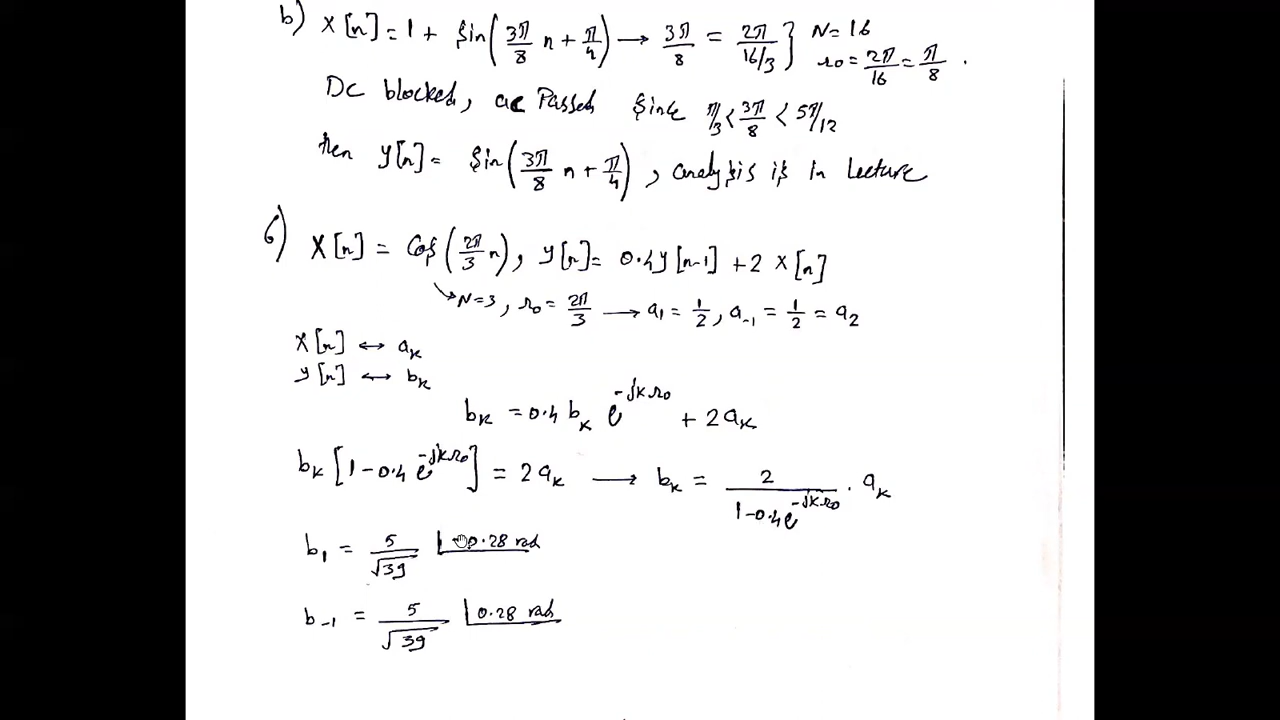 b) x[n] = 1 + sin(3π/8 n + π/4) → 3π/8 = 2π/(16/3) } N=16
Ω0 = 2π/16 = π/8 .
Dc blocked, ac Passed since π/3 < 3π/8 < 5π/12
then y[n] = sin(3π/8 n + π/4) , analysis is in Lecture
6) x[n] = Cos(2π/3 n), y[n] = 0.4y[n-1] + 2 x[n]
↘ N=3, Ω0 = 2π/3 → a1 = 1/2, a-1 = 1/2 = a2
x[n] ↔ ak
y[n] ↔ bk
bk = 0.4 bk e^(-jkΩ0) + 2ak
bk [1-0.4 e^(-jkΩ0)] = 2ak → bk = 2/(1-0.4e^(-jkΩ0)) . ak
b1 = 5/√39 ∠0.28 rad
b-1 = 5/√39 ∠0.28 rad